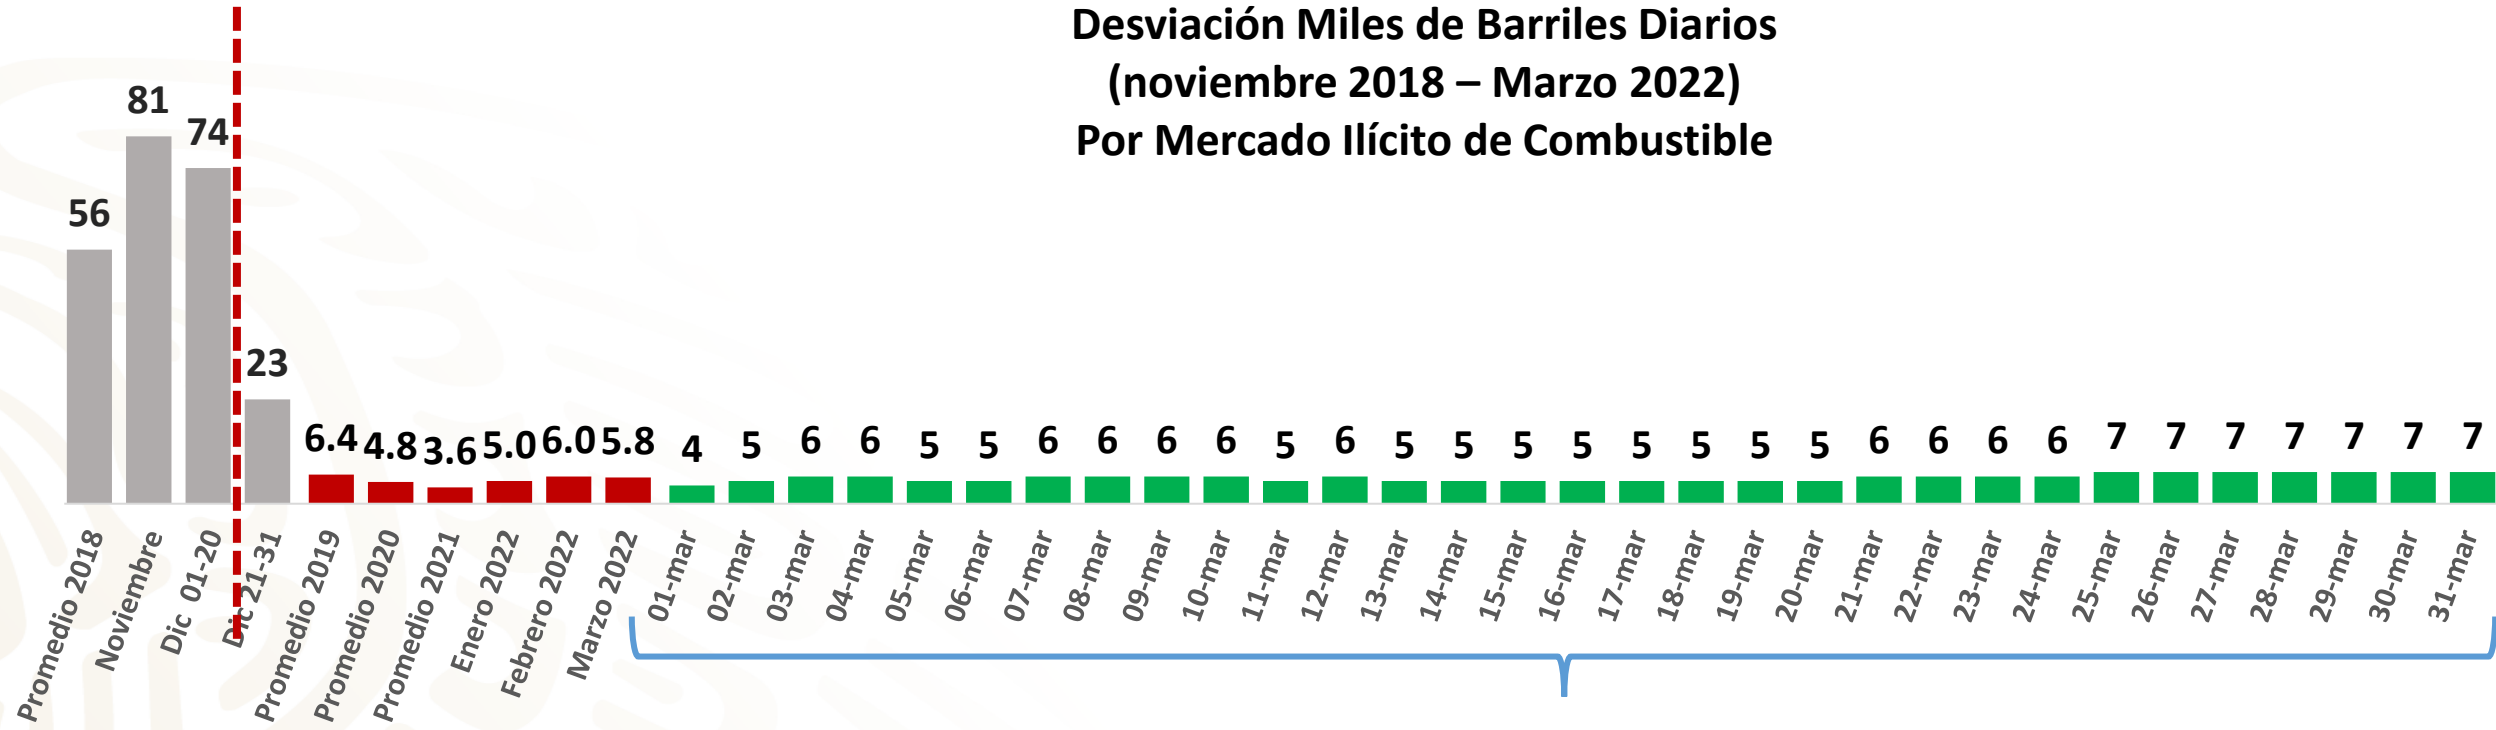 Desviación Miles de Barriles Diarios
(noviembre 2018 – Marzo 2022)
Por Mercado Ilícito de Combustible
56
81
74
23
6.4
4.8
3.6
5.0
6.0
5.8
4
5
6
6
5
5
6
6
6
6
5
6
5
5
5
5
5
5
5
5
6
6
6
6
7
7
7
7
7
7
7
Promedio 2018
Noviembre
Dic 01-20
Dic 21-31
Promedio 2019
Promedio 2020
Promedio 2021
Enero 2022
Febrero 2022
Marzo 2022
01-mar
02-mar
03-mar
04-mar
05-mar
06-mar
07-mar
08-mar
09-mar
10-mar
11-mar
12-mar
13-mar
14-mar
15-mar
16-mar
17-mar
18-mar
19-mar
20-mar
21-mar
22-mar
23-mar
24-mar
25-mar
26-mar
27-mar
28-mar
29-mar
30-mar
31-mar